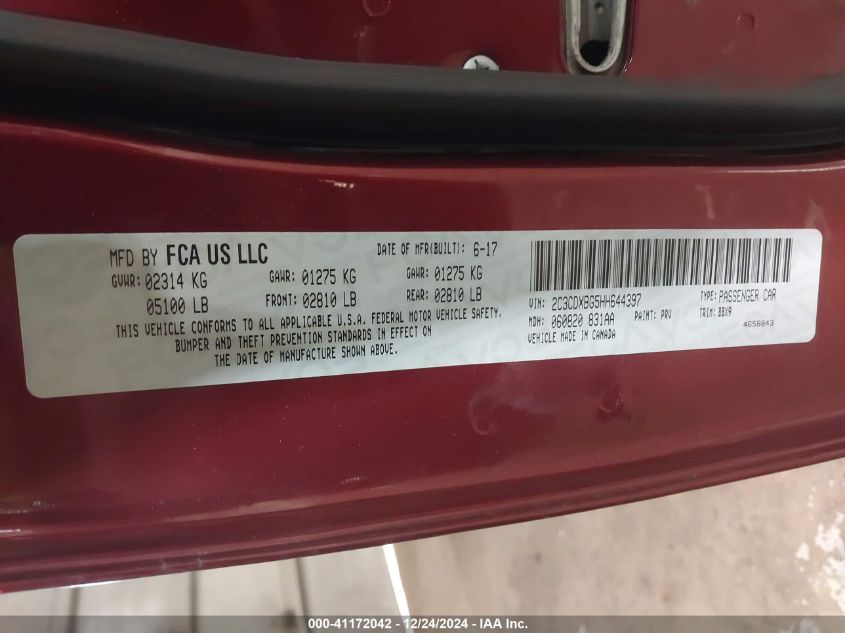 MFD BY FCA US LLC
DATE OF MFR(BUILT): 6-17
GVWR: 02314 KG GAWR: 01275 KG GAWR: 01275 KG
05100 LB FRONT: 02810 LB REAR: 02810 LB
THIS VEHICLE CONFORMS TO ALL APPLICABLE U.S.A. FEDERAL MOTOR VEHICLE SAFETY,
BUMPER AND THEFT PREVENTION STANDARDS IN EFFECT ON
THE DATE OF MANUFACTURE SHOWN ABOVE.
VIN: 2C3CDXBG5HH644397 TYPE: PASSENGER CAR
MDH: 060820 831AA PAINT: PRV TRIM: BBX9
VEHICLE MADE IN CANADA 4658843
000-41172042 - 12/24/2024 - IAA Inc.